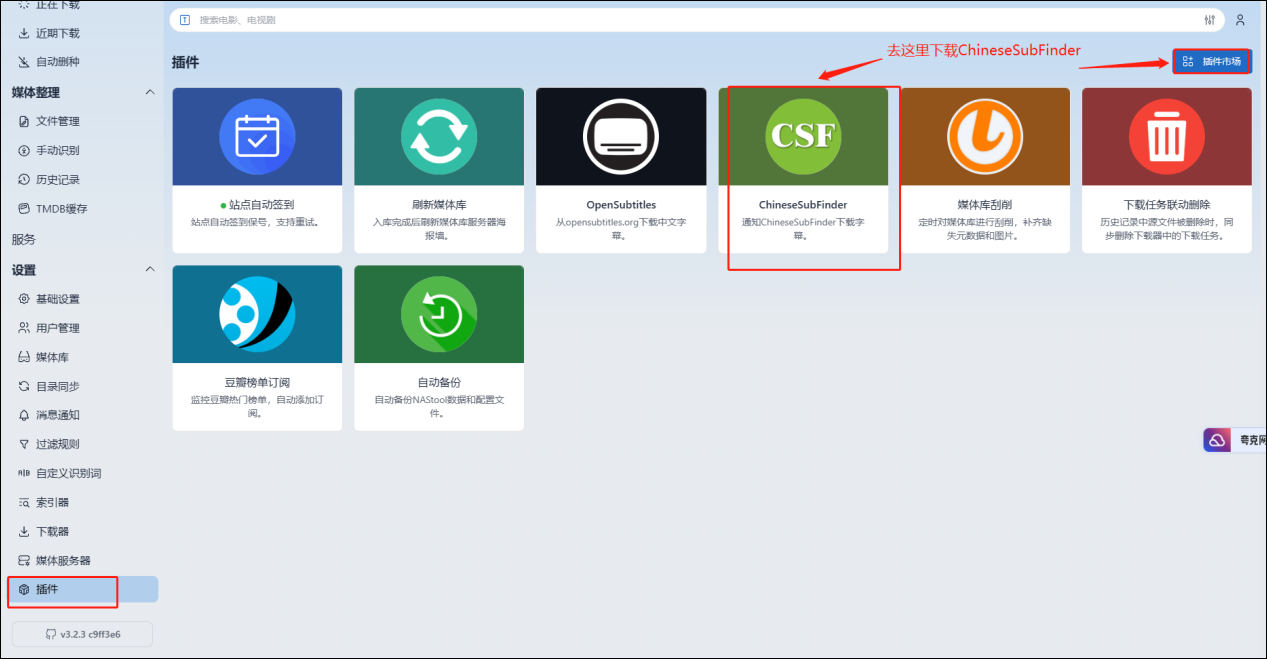 正在下载
近期下载
自动删种
媒体整理
文件管理
手动识别
历史记录
TMDB缓存
服务
设置
基础设置
用户管理
媒体库
目录同步
消息通知
过滤规则
自定义识别词
索引器
下载器
媒体服务器
插件
v3.2.3 c9ff3e6
搜索电影、电视剧
插件
去这里下载ChineseSubFinder
插件市场
站点自动签到
站点自动签到保号，支持重试。
刷新媒体库
入库完成后刷新媒体库服务器海
报墙。
OpenSubtitles
从opensubtitles.org下载中文字
幕。
CSF
ChineseSubFinder
通知ChineseSubFinder下载字
幕。
媒体库刮削
定时对媒体库进行刮削，补齐缺
失元数据和图片。
下载任务联动删除
历史记录中源文件被删除时，同
步删除下载器中的下载任务。
豆瓣榜单订阅
监控豆瓣热门榜单，自动添加订
阅。
自动备份
自动备份NAStool数据和配置文
件。
夸克网